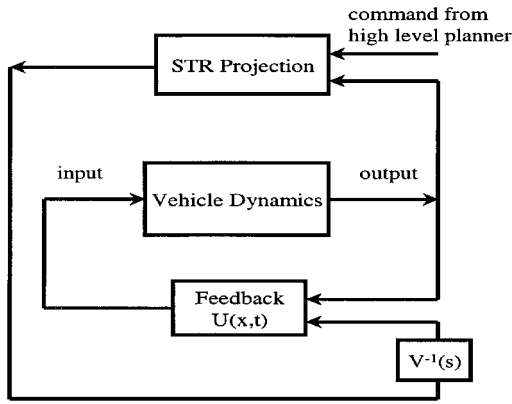 command from
high level planner
STR Projection
input
Vehicle Dynamics
output
Feedback
U(x,t)
V⁻¹(s)